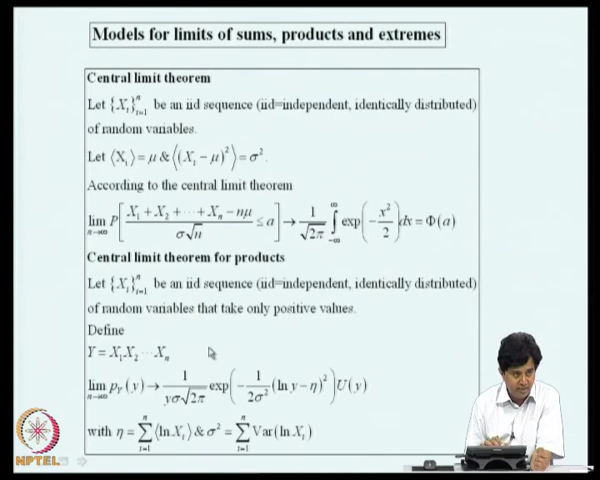 Models for limits of sums, products and extremes
Central limit theorem
Let {X_i}_{i=1}^{n} be an iid sequence (iid=independent, identically distributed)
of random variables.
Let ⟨X_i⟩ = μ & ⟨(X_i − μ)^2⟩ = σ^2.
According to the central limit theorem
lim_{n→∞} P[(X_1 + X_2 + ⋯ + X_n − nμ)/(σ√n) ≤ a] → (1/√(2π)) ∫_{−∞}^{∞} exp(−x^2/2) dx = Φ(a)
Central limit theorem for products
Let {X_i}_{i=1}^{n} be an iid sequence (iid=independent, identically distributed)
of random variables that take only positive values.
Define
Y = X_1 X_2 ⋯ X_n
lim_{n→∞} p_Y(y) → (1/(yσ√(2π))) exp(−(1/(2σ^2))(ln y − η)^2) U(y)
with η = ∑_{i=1}^{n} ⟨ln X_i⟩ & σ^2 = ∑_{i=1}^{n} Var(ln X_i)
NPTEL